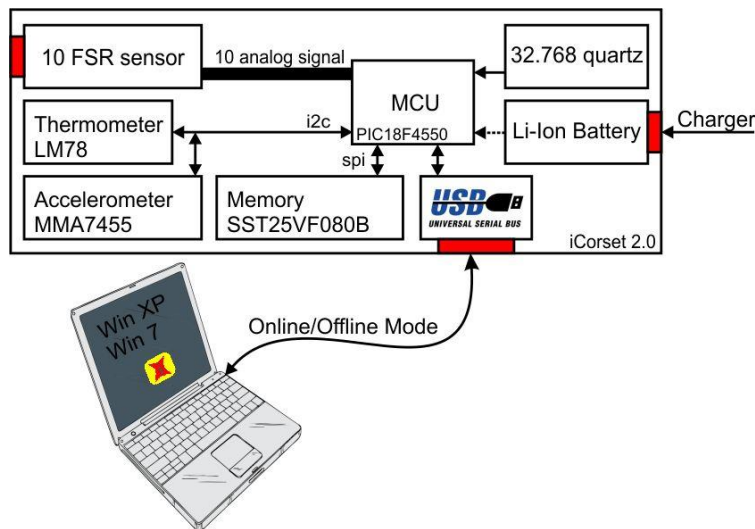 10 FSR sensor
10 analog signal
MCU
PIC18F4550
32.768 quartz
Thermometer
LM78
i2c
Li-Ion Battery
Charger
spi
Accelerometer
MMA7455
Memory
SST25VF080B
USB
UNIVERSAL SERIAL BUS
iCorset 2.0
Win XP
Win 7
Online/Offline Mode